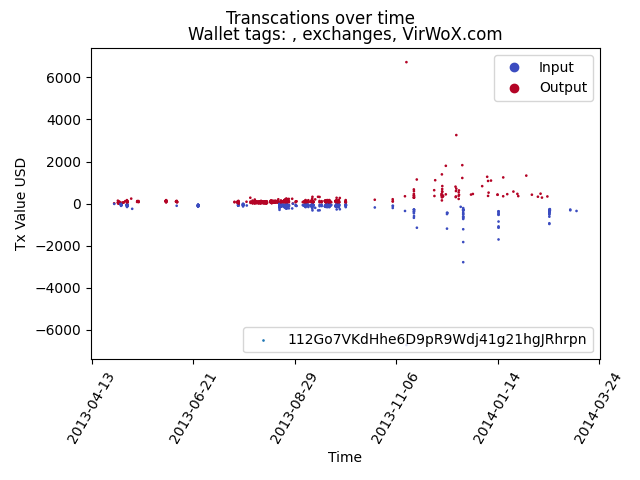 Transcations over time
Wallet tags: , exchanges, VirWoX.com
Input
Output
6000
4000
2000
0
−2000
−4000
−6000
Tx Value USD
112Go7VKdHhe6D9pR9Wdj41g21hgJRhrpn
2013-04-13
2013-06-21
2013-08-29
2013-11-06
2014-01-14
2014-03-24
Time